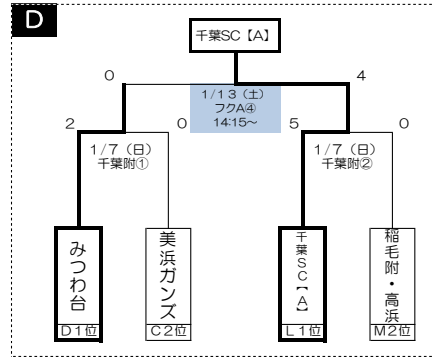 D
千葉SC【A】
0
4
1/13（土）
フクA④
14:15～
2
0
5
0
1/7（日）
千葉附①
1/7（日）
千葉附②
みつわ台
美浜ガンズ
千葉SC【A】
稲毛附・高浜
D1位
C2位
L1位
M2位